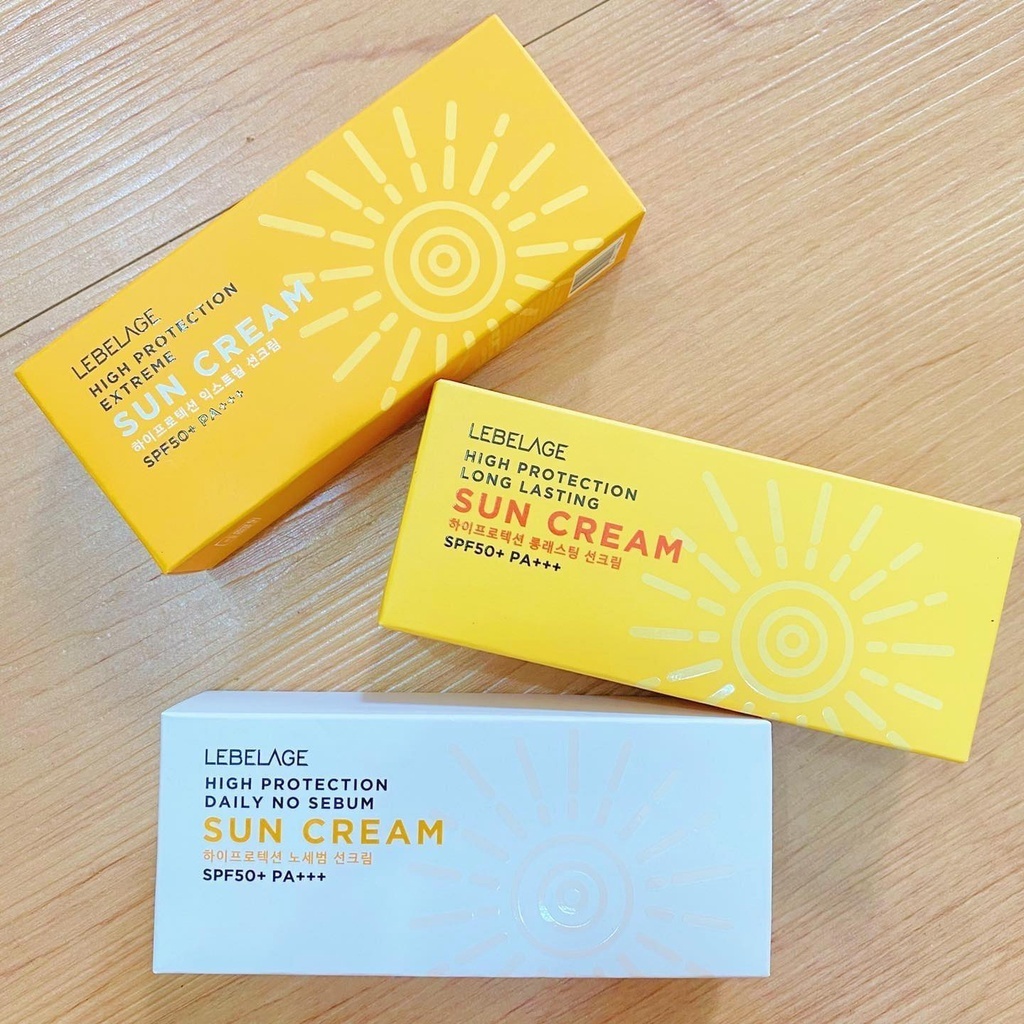 LEBELAGE
HIGH PROTECTION
EXTREME
SUN CREAM
하이프로텍션 익스트림 선크림
SPF50+ PA+++
LEBELAGE
HIGH PROTECTION
LONG LASTING
SUN CREAM
하이프로텍션 롱래스팅 선크림
SPF50+ PA+++
LEBELAGE
HIGH PROTECTION
DAILY NO SEBUM
SUN CREAM
하이프로텍션 노세범 선크림
SPF50+ PA+++